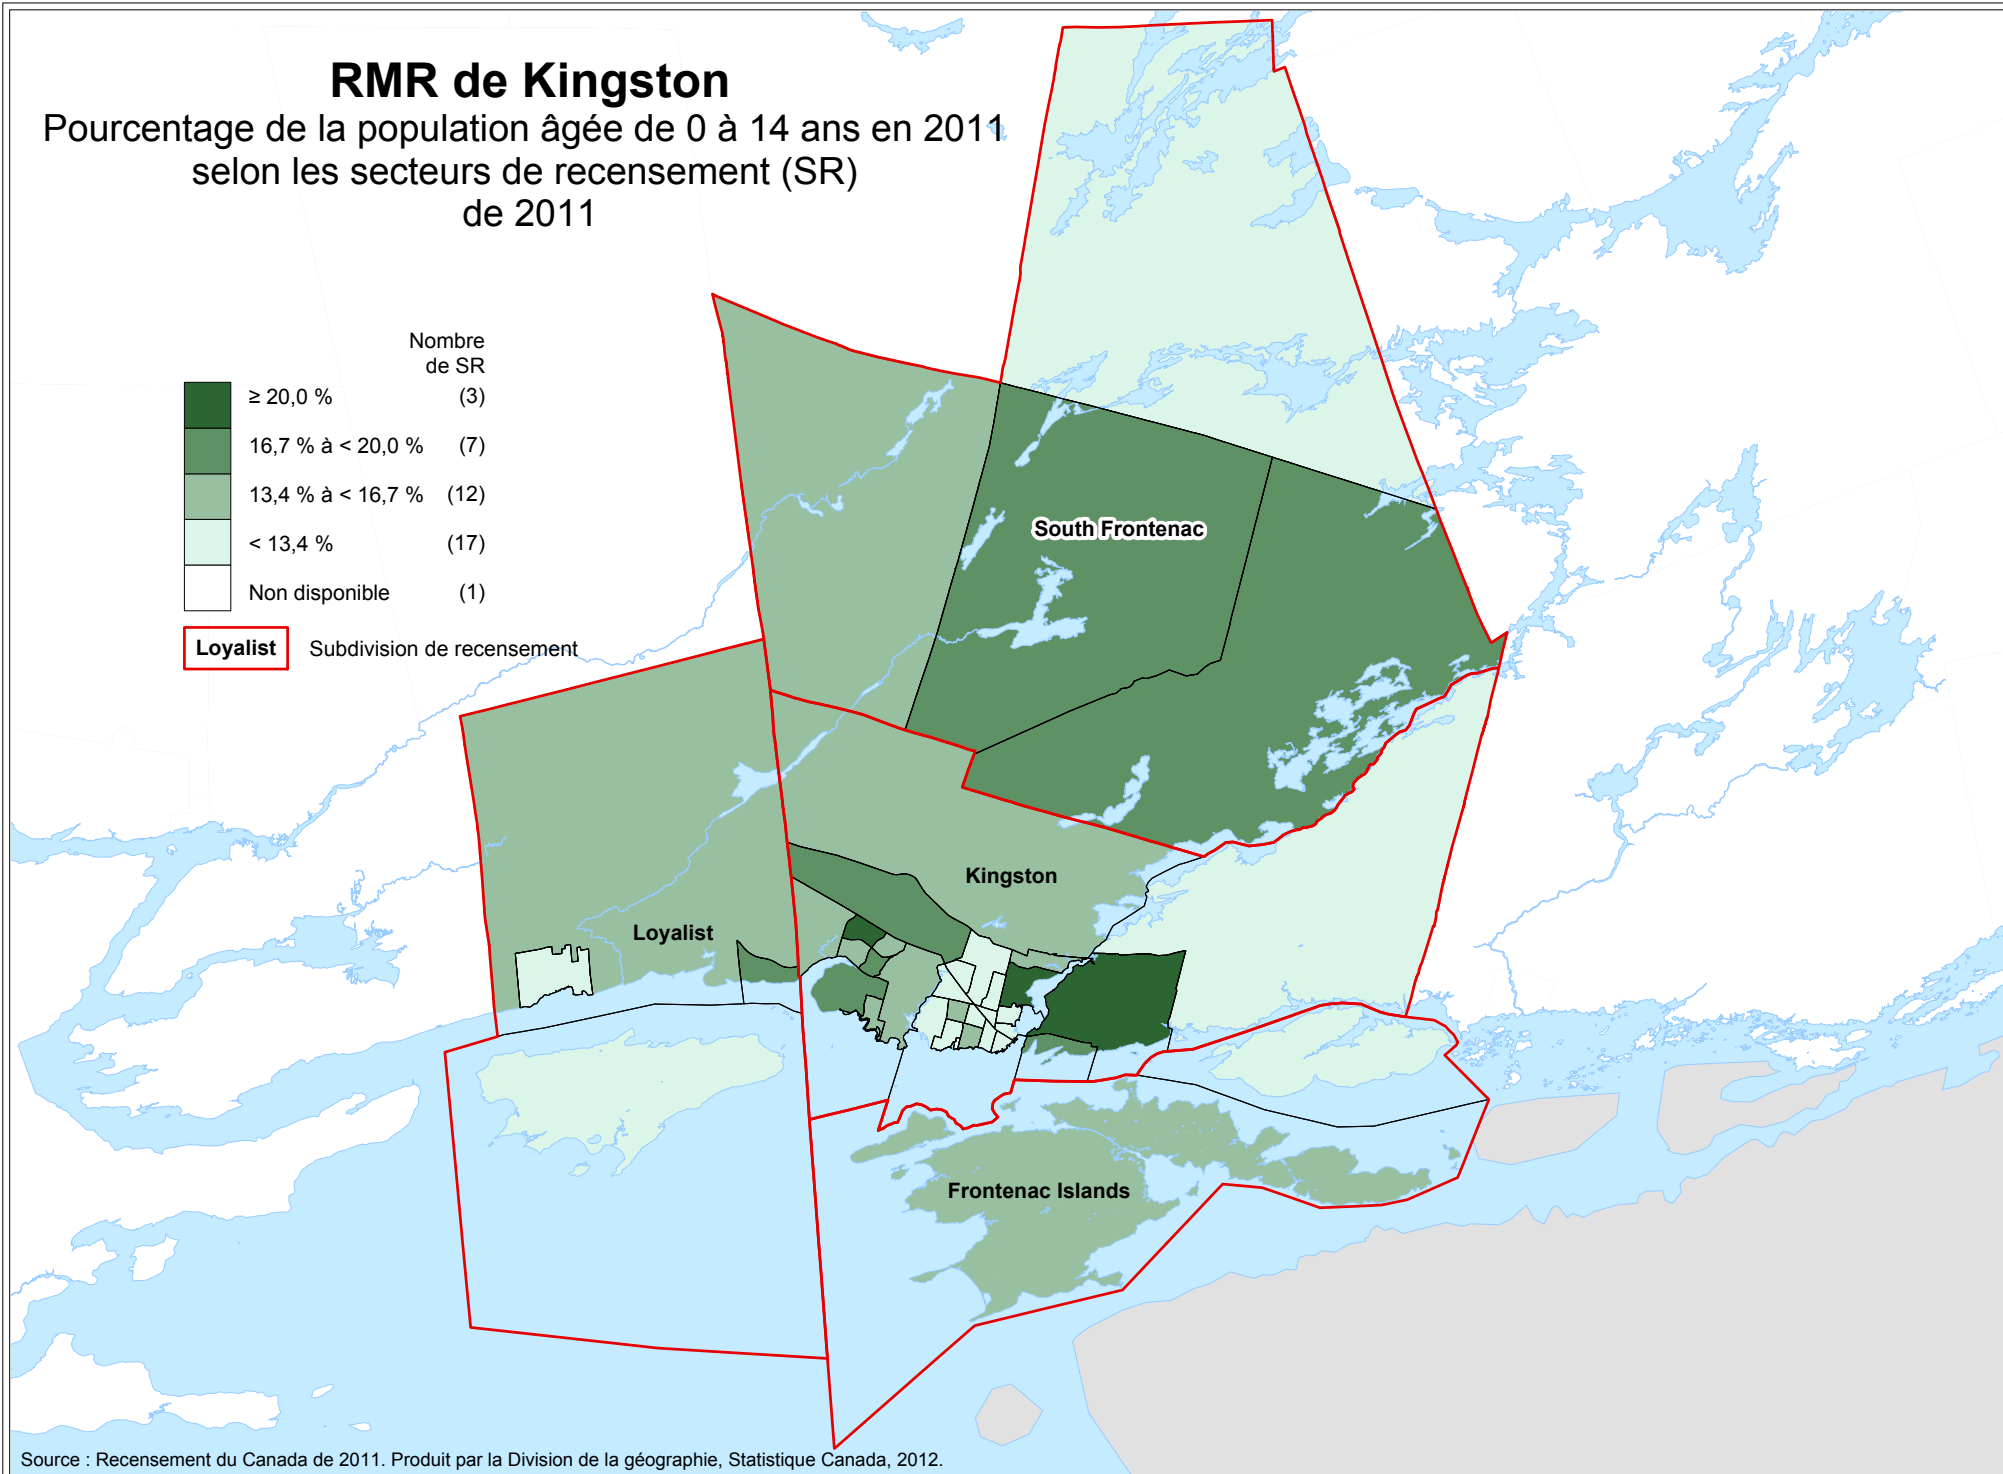 RMR de Kingston
Pourcentage de la population âgée de 0 à 14 ans en 2011
selon les secteurs de recensement (SR)
de 2011
Nombre
de SR
≥ 20,0 % (3)
16,7 % à < 20,0 % (7)
13,4 % à < 16,7 % (12)
< 13,4 % (17)
Non disponible (1)
Loyalist Subdivision de recensement
South Frontenac
Kingston
Loyalist
Frontenac Islands
Source : Recensement du Canada de 2011. Produit par la Division de la géographie, Statistique Canada, 2012.